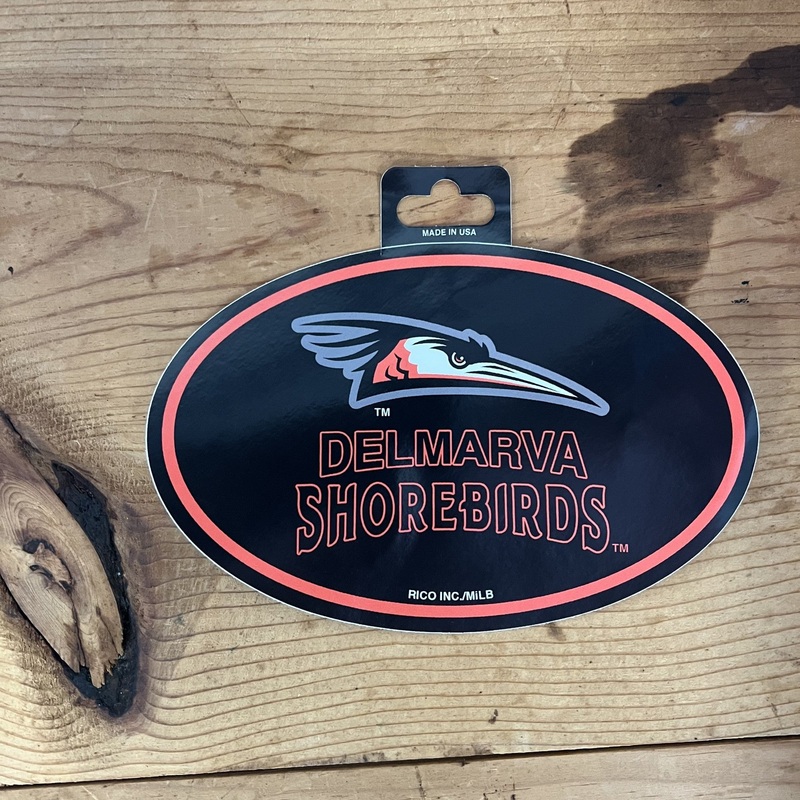 MADE IN USA
TM
DELMARVA
SHOREBIRDS TM
RICO INC./MiLB